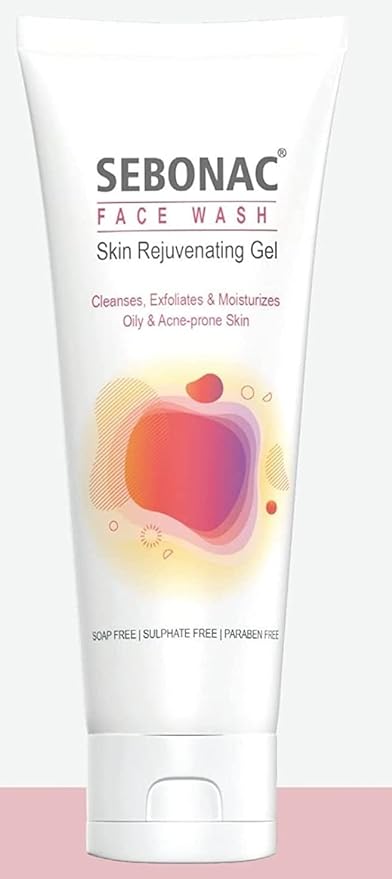 SEBONAC®
FACE WASH
Skin Rejuvenating Gel
Cleanses, Exfoliates & Moisturizes
Oily & Acne-prone Skin
SOAP FREE | SULPHATE FREE | PARABEN FREE